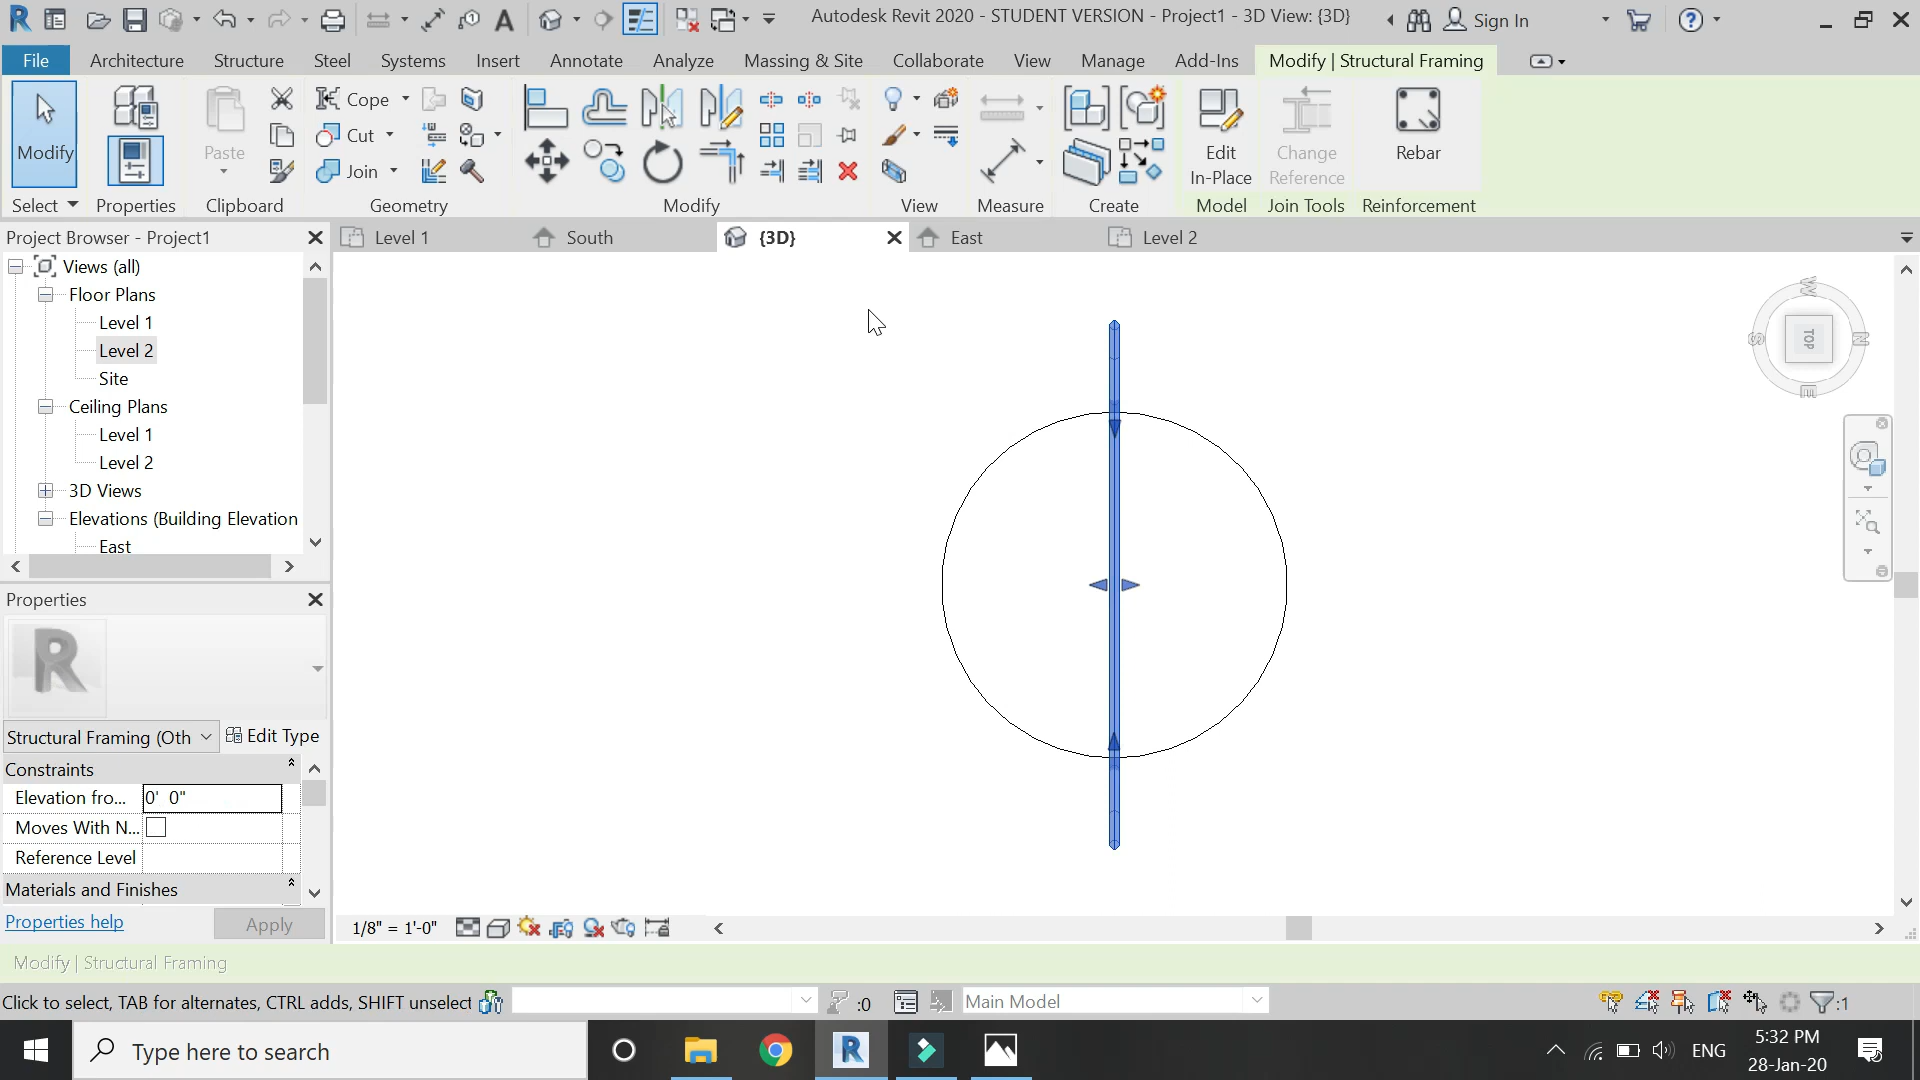 Autodesk Revit 2020 - STUDENT VERSION - Project1 - 3D View: {3D}
Sign In
File
Architecture
Structure
Steel
Systems
Insert
Annotate
Analyze
Massing & Site
Collaborate
View
Manage
Add-Ins
Modify | Structural Framing
Modify
Paste
Cope
Cut
Join
Edit
In-Place
Change
Reference
Rebar
Select
Properties
Clipboard
Geometry
Modify
View
Measure
Create
Model
Join Tools
Reinforcement
Project Browser - Project1
Level 1
South
{3D}
East
Level 2
Views (all)
Floor Plans
Level 1
Level 2
Site
Ceiling Plans
Level 1
Level 2
3D Views
Elevations (Building Elevation
East
W
S
TOP
N
E
Properties
R
Structural Framing (Oth
Edit Type
Constraints
Elevation fro...
0' 0"
Moves With N...
Reference Level
Materials and Finishes
Properties help
Apply
1/8" = 1'-0"
Modify | Structural Framing
Click to select, TAB for alternates, CTRL adds, SHIFT unselect
:0
Main Model
:1
Type here to search
ENG
5:32 PM
28-Jan-20